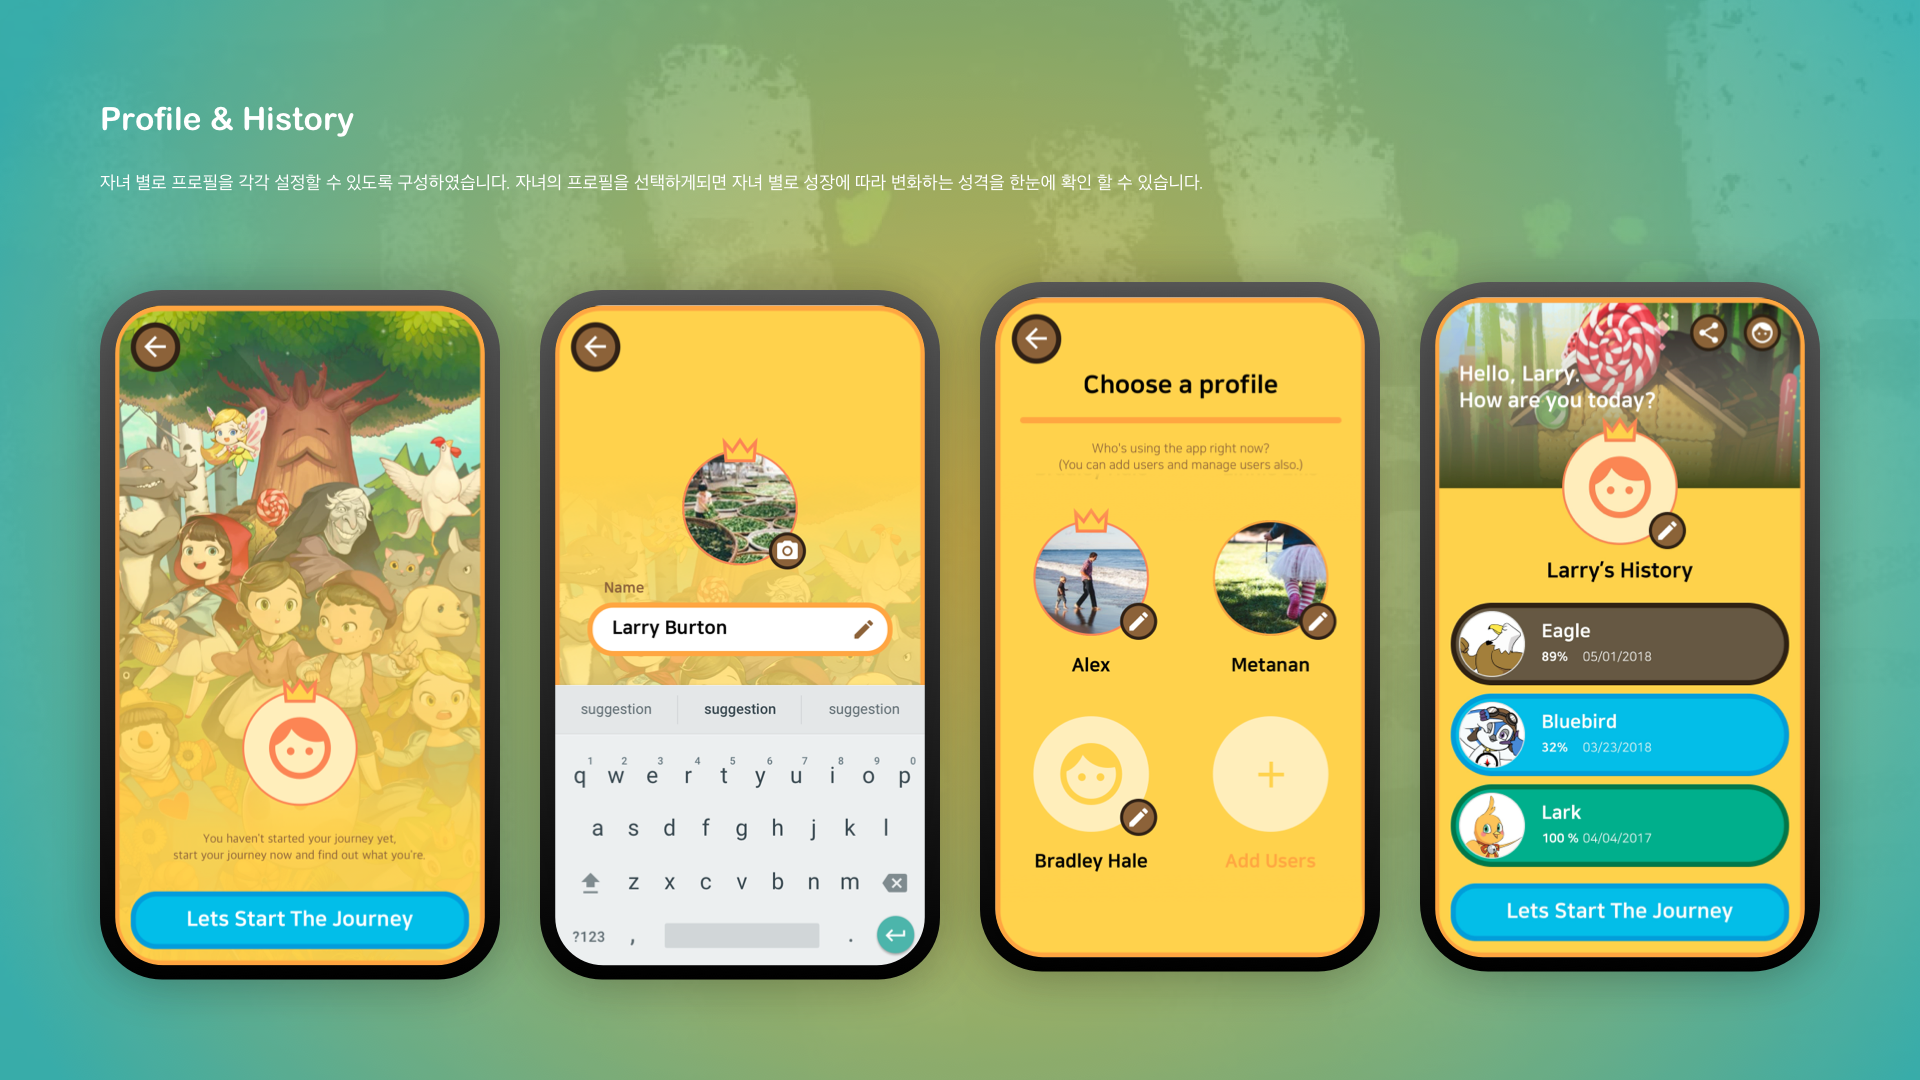 Profile & History
자녀 별로 프로필을 각각 설정할 수 있도록 구성하였습니다. 자녀의 프로필을 선택하게되면 자녀 별로 성장에 따라 변화하는 성격을 한눈에 확인 할 수 있습니다.
You haven't started your journey yet,
start your journey now and find out what you're.
Lets Start The Journey
Name
Larry Burton
suggestion suggestion suggestion
1 2 3 4 5 6 7 8 9 0
q w e r t y u i o p
a s d f g h j k l
z x c v b n m
?123 , .
Choose a profile
Who's using the app right now?
(You can add users and manage users also.)
Alex Metanan
Bradley Hale Add Users
Hello, Larry.
How are you today?
Larry's History
Eagle
89% 05/01/2018
Bluebird
32% 03/23/2018
Lark
100 % 04/04/2017
Lets Start The Journey